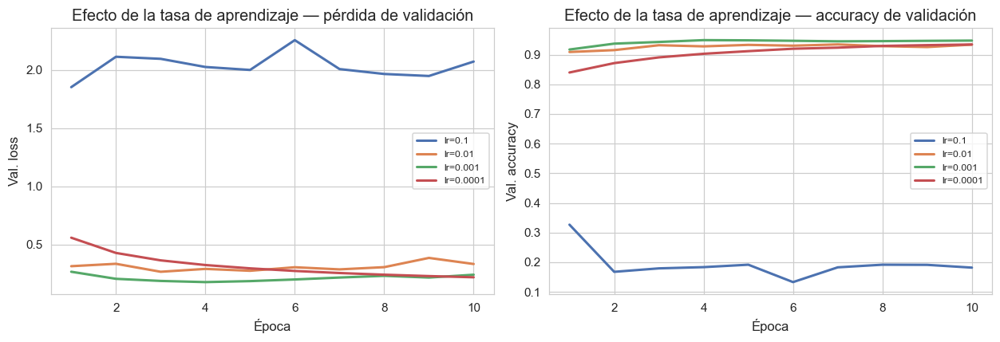 Efecto de la tasa de aprendizaje — pérdida de validación
Val. loss
2.0
1.5
1.0
0.5
lr=0.1
lr=0.01
lr=0.001
lr=0.0001
2 4 6 8 10
Época
Efecto de la tasa de aprendizaje — accuracy de validación
Val. accuracy
0.9
0.8
0.7
0.6
0.5
0.4
0.3
0.2
0.1
lr=0.1
lr=0.01
lr=0.001
lr=0.0001
2 4 6 8 10
Época